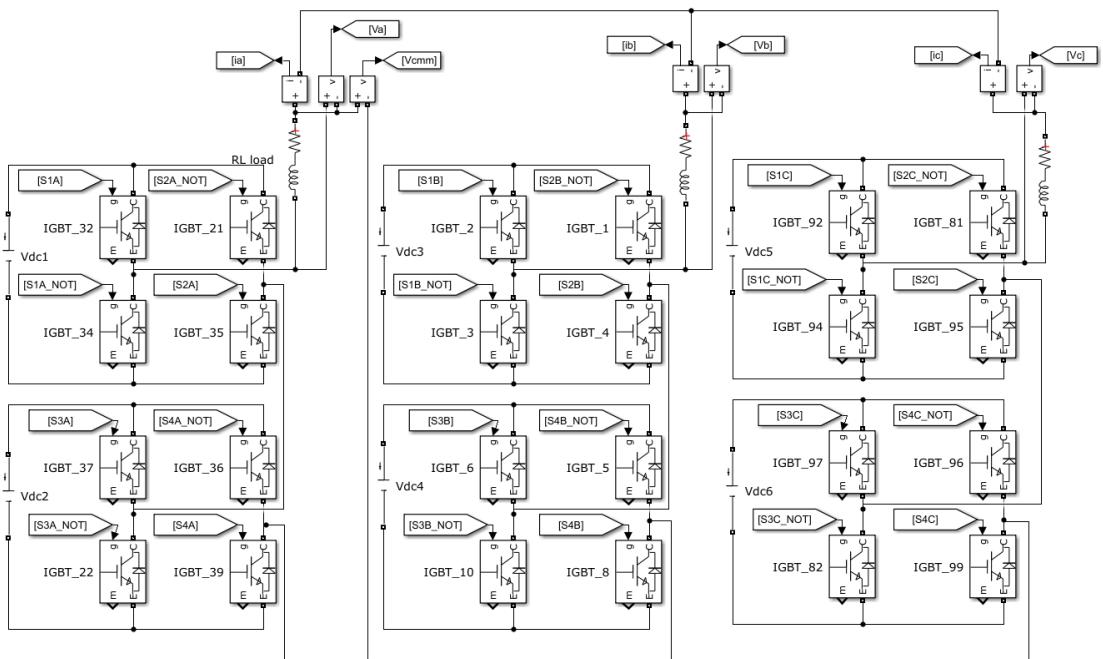 [Va]
[ia]
[Vcmm]
[ib]
[Vb]
[ic]
[Vc]
i + -
v + -
v + -
i + -
v + -
i + -
v + -
RL load
[S1A]
[S2A_NOT]
g C
g C
IGBT_32
IGBT_21
m E
m E
Vdc1
[S1A_NOT]
[S2A]
g C
g C
IGBT_34
IGBT_35
m E
m E
[S3A]
[S4A_NOT]
g C
g C
IGBT_37
IGBT_36
m E
m E
Vdc2
[S3A_NOT]
[S4A]
g C
g C
IGBT_22
IGBT_39
m E
m E
[S1B]
[S2B_NOT]
g C
g C
IGBT_2
IGBT_1
m E
m E
Vdc3
[S1B_NOT]
[S2B]
g C
g C
IGBT_3
IGBT_4
m E
m E
[S3B]
[S4B_NOT]
g C
g C
IGBT_6
IGBT_5
m E
m E
Vdc4
[S3B_NOT]
[S4B]
g C
g C
IGBT_10
IGBT_8
m E
m E
[S1C]
[S2C_NOT]
g C
g C
IGBT_92
IGBT_81
m E
m E
Vdc5
[S1C_NOT]
[S2C]
g C
g C
IGBT_94
IGBT_95
m E
m E
[S3C]
[S4C_NOT]
g C
g C
IGBT_97
IGBT_96
m E
m E
Vdc6
[S3C_NOT]
[S4C]
g C
g C
IGBT_82
IGBT_99
m E
m E